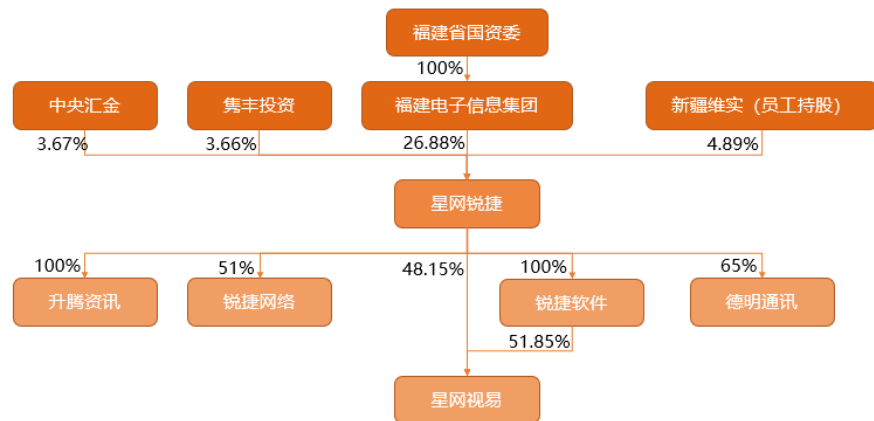 福建省国资委
100%
中央汇金
隽丰投资
福建电子信息集团
新疆维实（员工持股）
3.67%
3.66%
26.88%
4.89%
星网锐捷
100%
51%
48.15%
100%
65%
升腾资讯
锐捷网络
锐捷软件
德明通讯
51.85%
星网视易